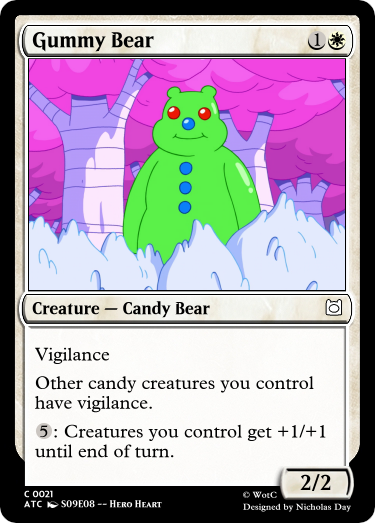 Gummy Bear 1
Creature — Candy Bear
Vigilance
Other candy creatures you control
have vigilance.
5: Creatures you control get +1/+1
until end of turn.
2/2
C 0021
ATC S09E08 -- Hero Heart
© WotC
Designed by Nicholas Day